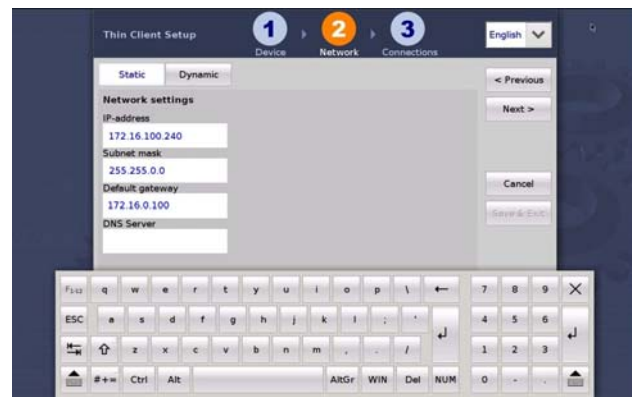 Thin Client Setup
1 2 3
Device Network Connections
English
Static Dynamic
< Previous
Network settings
Next >
IP-address
172.16.100.240
Subnet mask
255.255.0.0
Default gateway
Cancel
172.16.0.100
Save & Exit
DNS Server
F1-12 q w e r t y u i o p \ ← 7 8 9 X
ESC a s d f g h j k l ; ' 4 5 6
z x c v b n m , . / 1 2 3
#+= Ctrl Alt AltGr WIN Del NUM 0 - .